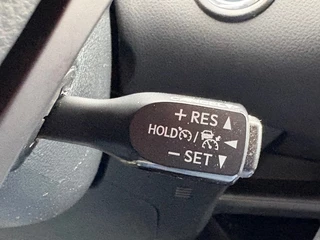 + RES ▲
HOLD /
− SET ▼